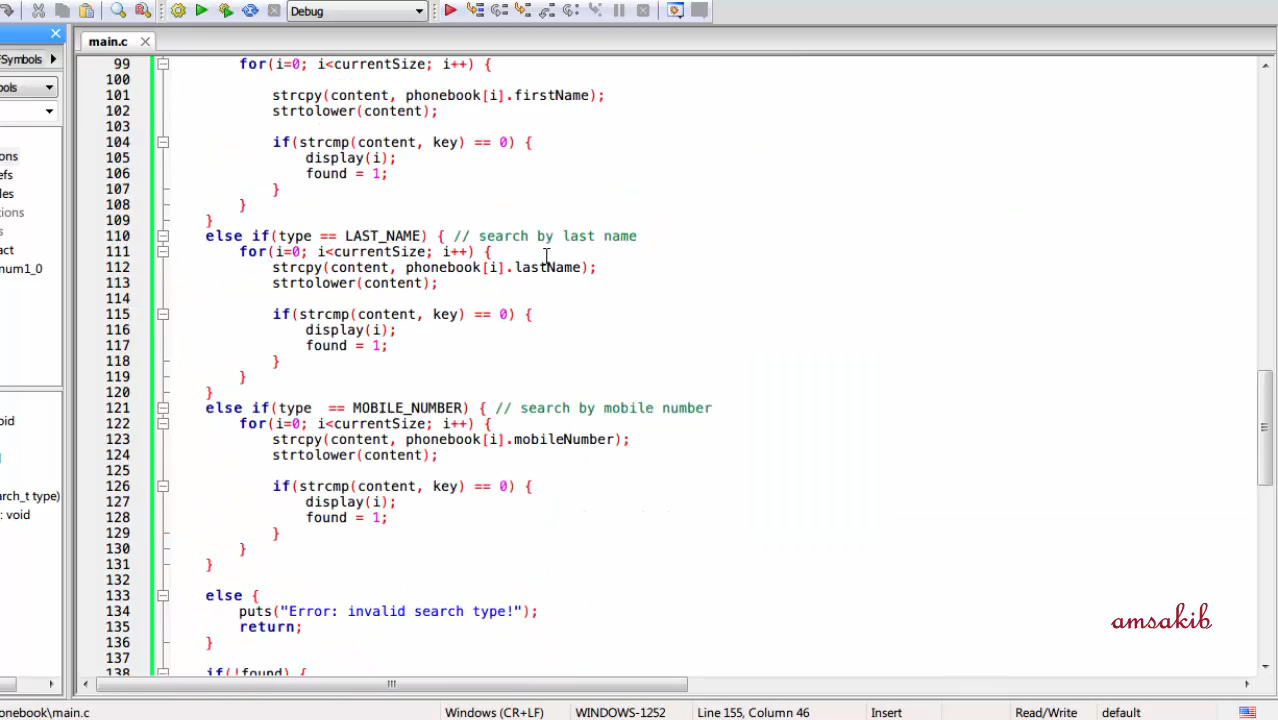 Debug
main.c
FSymbols
ools
99 for(i=0; i<currentSize; i++) {
100
101 strcpy(content, phonebook[i].firstName);
102 strtolower(content);
103
104 if(strcmp(content, key) == 0) {
105 display(i);
106 found = 1;
107 }
108 }
109 }
110 else if(type == LAST_NAME) { // search by last name
111 for(i=0; i<currentSize; i++) {
112 strcpy(content, phonebook[i].lastName);
113 strtolower(content);
114
115 if(strcmp(content, key) == 0) {
116 display(i);
117 found = 1;
118 }
119 }
120 }
121 else if(type  == MOBILE_NUMBER) { // search by mobile number
122 for(i=0; i<currentSize; i++) {
123 strcpy(content, phonebook[i].mobileNumber);
124 strtolower(content);
125
126 if(strcmp(content, key) == 0) {
127 display(i);
128 found = 1;
129 }
130 }
131 }
132
133 else {
134 puts("Error: invalid search type!");
135 return;
136 }
137
138 if(!found) {
ons
efs
les
tions
s
act
num1_0
oid
arch_t type)
: void
amsakib
onebook\main.c
Windows (CR+LF)
WINDOWS-1252
Line 155, Column 46
Insert
Read/Write
default